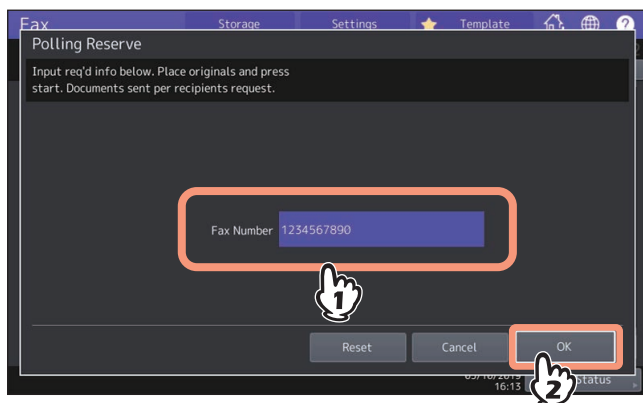 Fax Storage Settings Template
Polling Reserve
Input req'd info below. Place originals and press
start. Documents sent per recipients request.
Fax Number 1234567890
1
Reset Cancel OK
16:13 Status
2